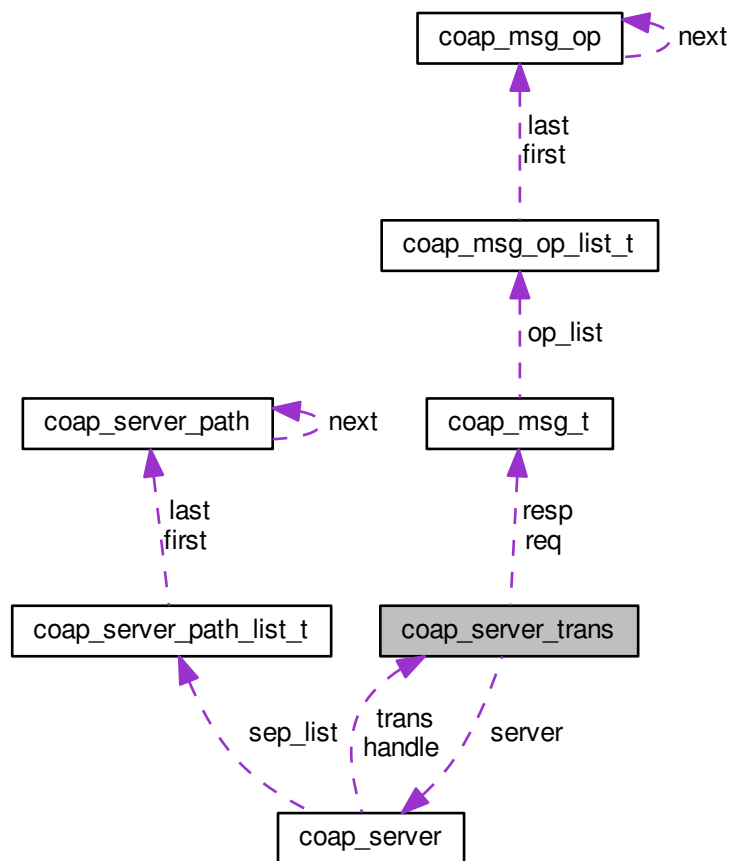 coap_msg_op
next
last
first
coap_msg_op_list_t
op_list
coap_server_path
next
coap_msg_t
last
first
resp
req
coap_server_path_list_t
coap_server_trans
sep_list
trans
handle
server
coap_server